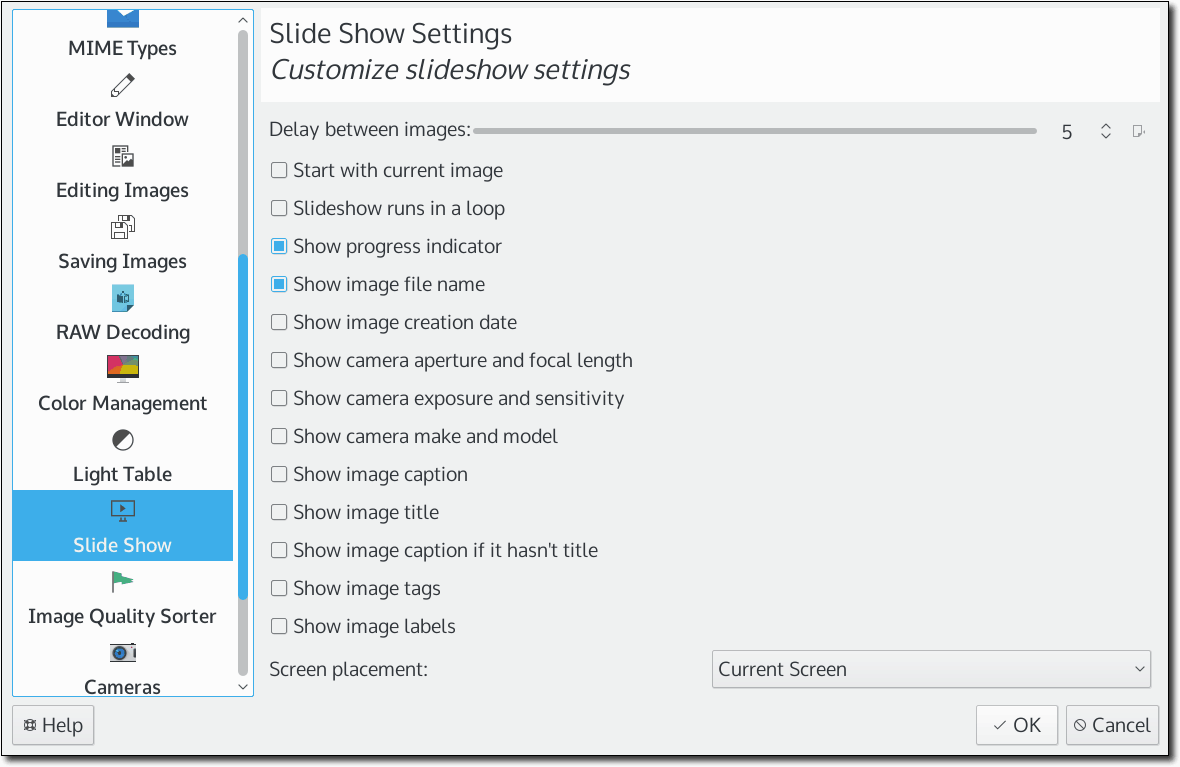 MIME Types
Editor Window
Editing Images
Saving Images
RAW Decoding
Color Management
Light Table
Slide Show
Image Quality Sorter
Cameras
Slide Show Settings
Customize slideshow settings
Delay between images: 5
Start with current image
Slideshow runs in a loop
Show progress indicator
Show image file name
Show image creation date
Show camera aperture and focal length
Show camera exposure and sensitivity
Show camera make and model
Show image caption
Show image title
Show image caption if it hasn't title
Show image tags
Show image labels
Screen placement: Current Screen
Help OK Cancel